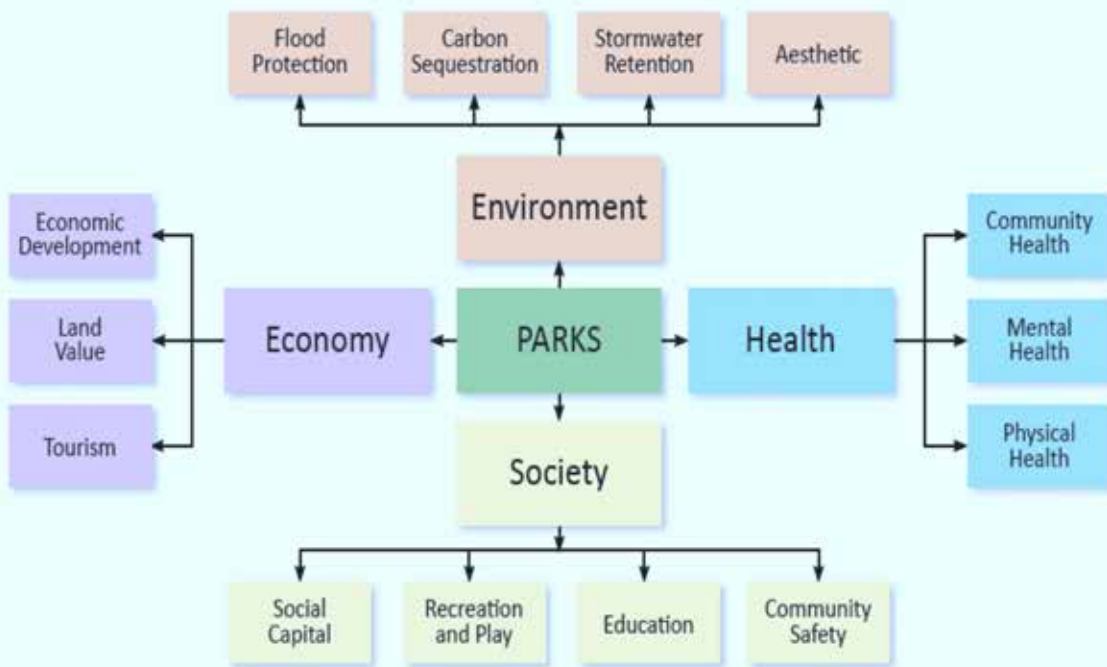 Flood
Protection
Carbon
Sequestration
Stormwater
Retention
Aesthetic
Environment
Economic
Development
Land
Value
Tourism
Economy
PARKS
Health
Community
Health
Mental
Health
Physical
Health
Society
Social
Capital
Recreation
and Play
Education
Community
Safety